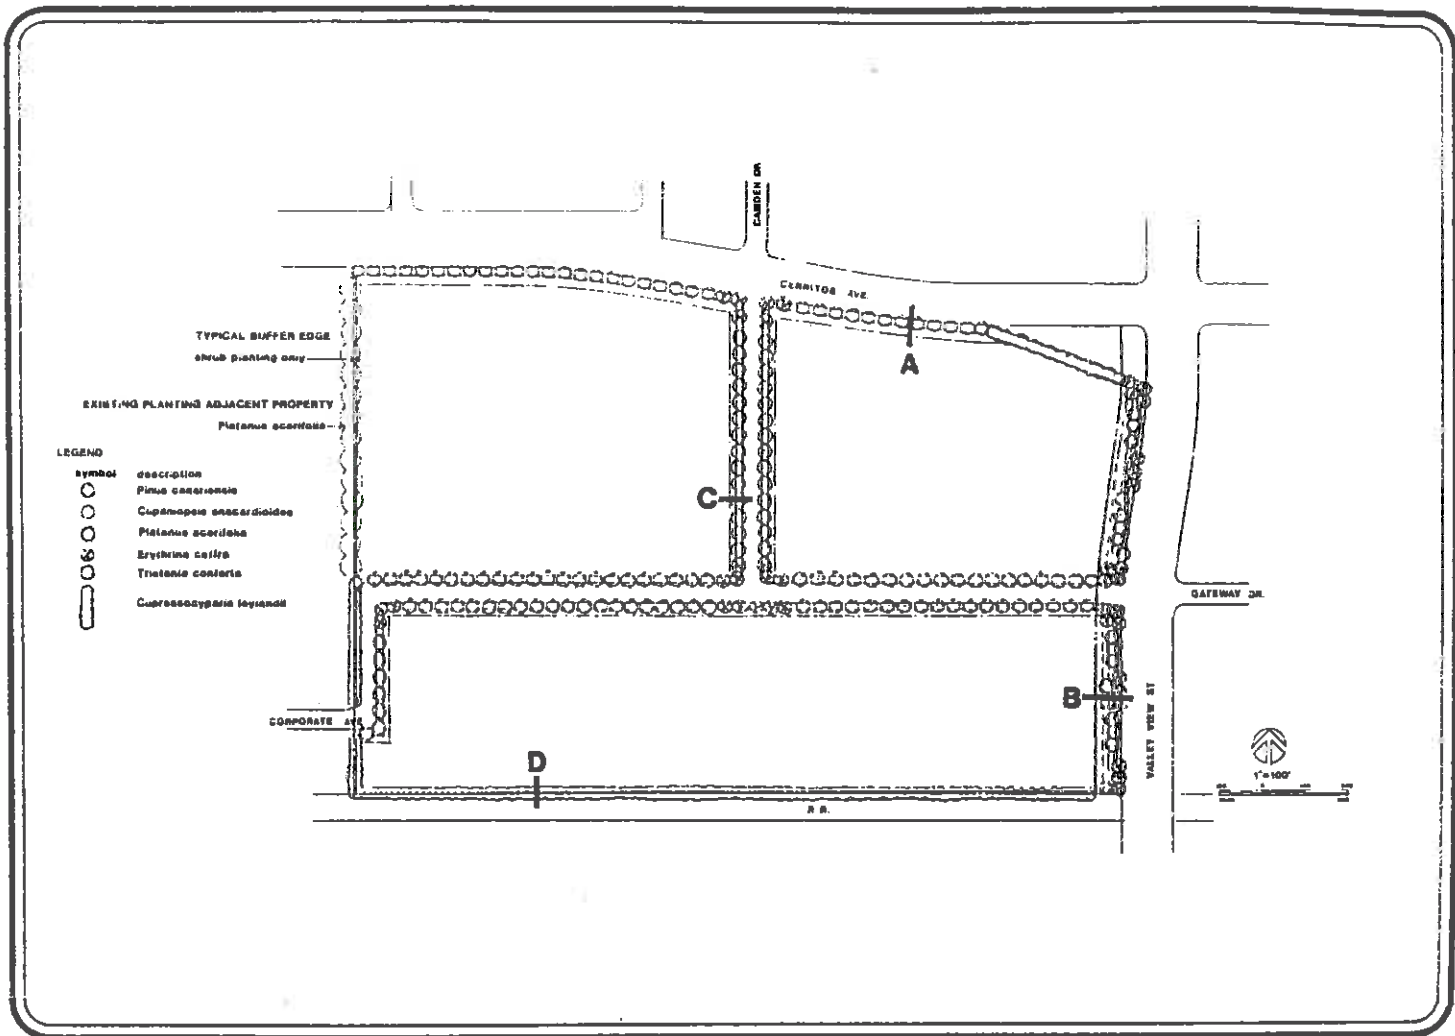 CAMDEN DR.
CERRITOS AVE.
A
TYPICAL BUFFER EDGE
shrub planting only
EXISTING PLANTING ADJACENT PROPERTY
Platanus acerifolia
LEGEND
symbol description
Pinus canariensis
Cupaniopsis anacardioides
Platanus acerifolia
Erythrina caffra
Tristania conferta
Cupressocyparis leylandii
C
GATEWAY DR.
B
VALLEY VIEW ST
CORPORATE AVE.
D
R.R.
1"=100'